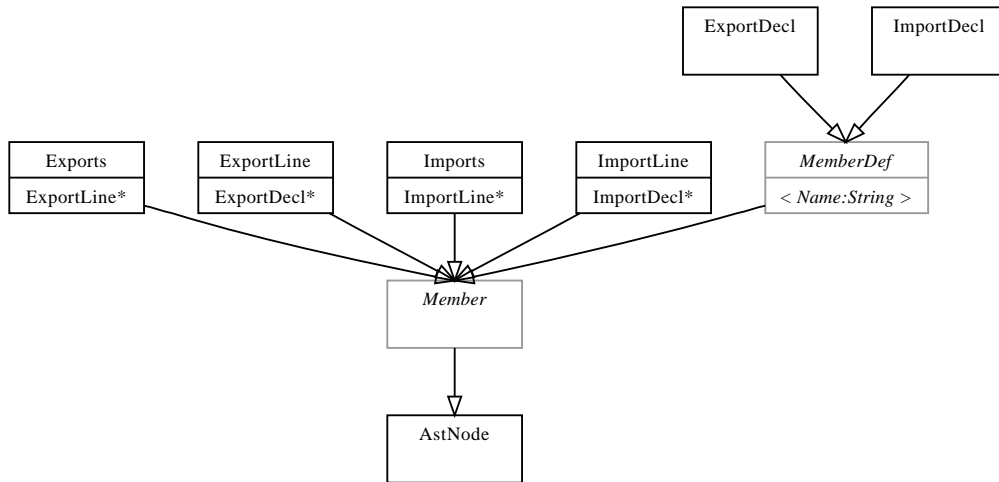 ExportDecl
ImportDecl
Exports
ExportLine*
ExportLine
ExportDecl*
Imports
ImportLine*
ImportLine
ImportDecl*
MemberDef
< Name:String >
Member
AstNode